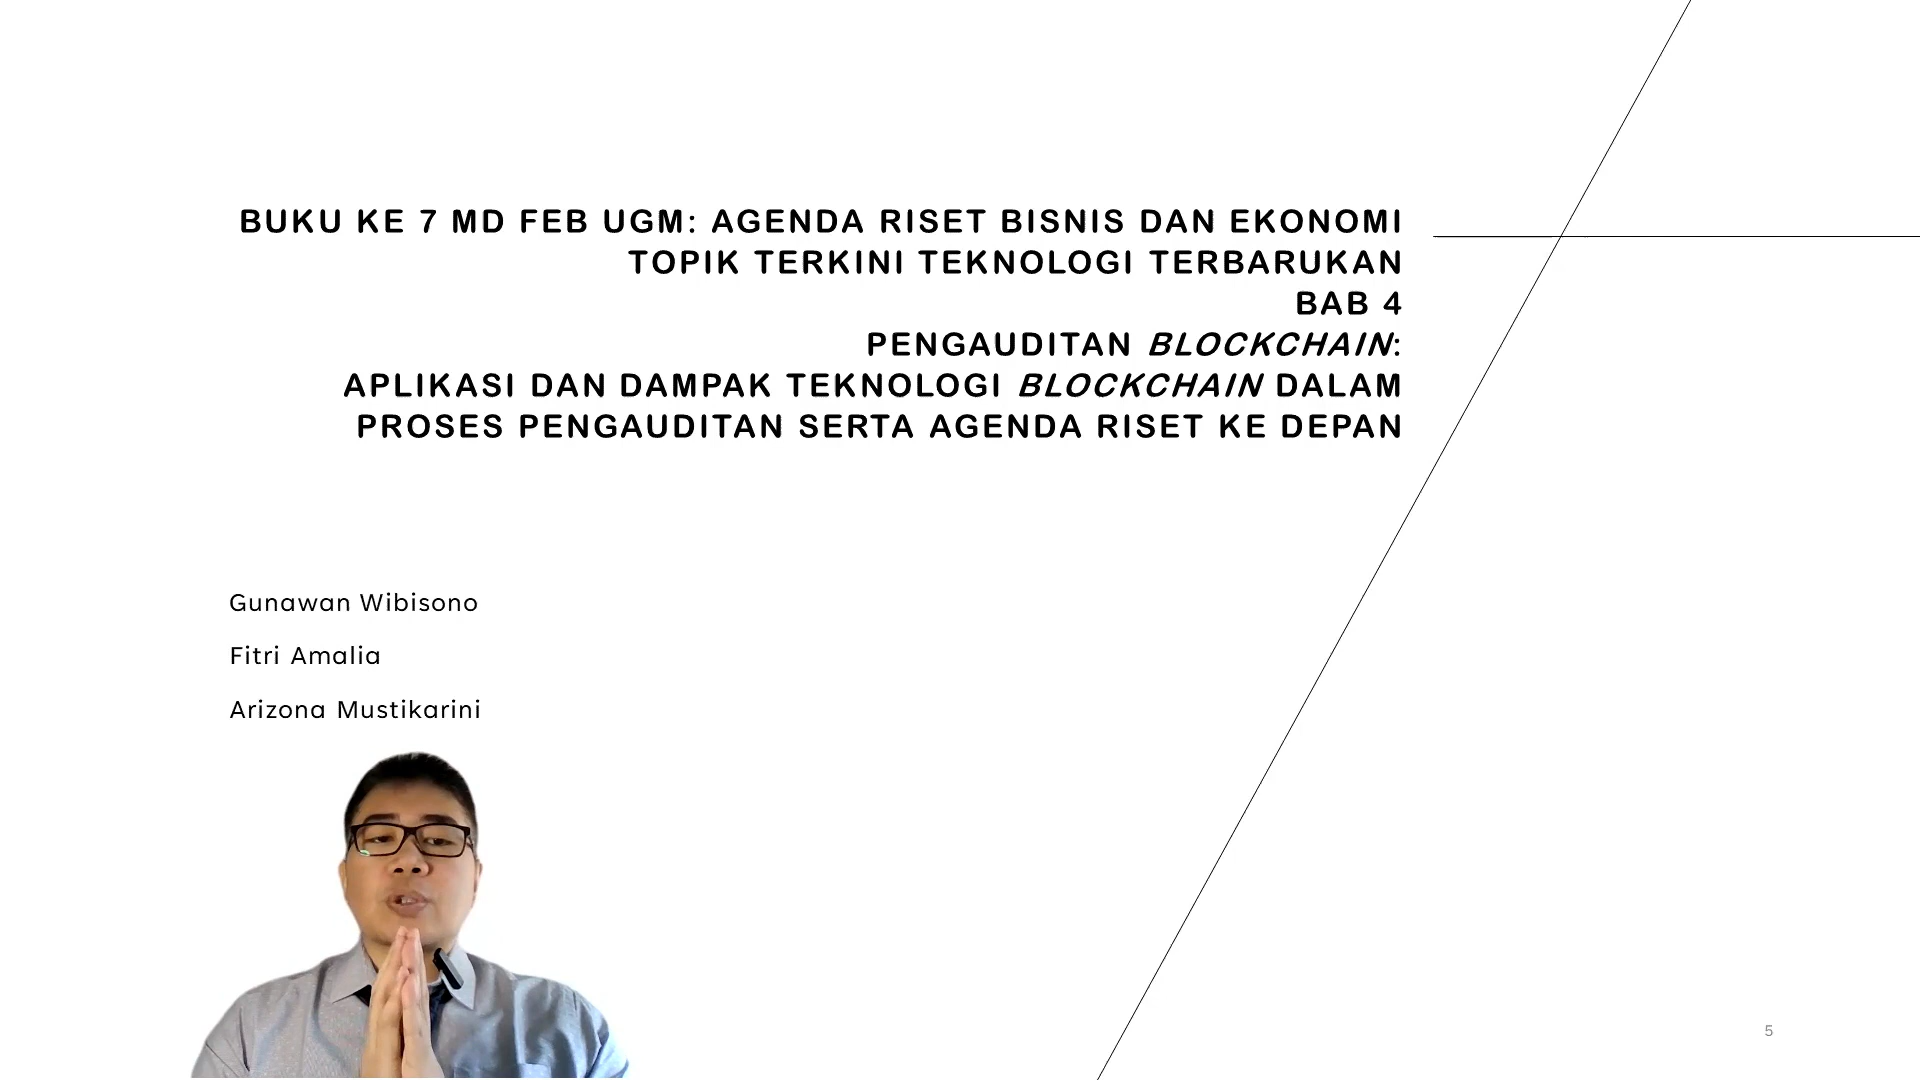 BUKU KE 7 MD FEB UGM: AGENDA RISET BISNIS DAN EKONOMI
TOPIK TERKINI TEKNOLOGI TERBARUKAN
BAB 4
PENGAUDITAN BLOCKCHAIN:
APLIKASI DAN DAMPAK TEKNOLOGI BLOCKCHAIN DALAM
PROSES PENGAUDITAN SERTA AGENDA RISET KE DEPAN
Gunawan Wibisono
Fitri Amalia
Arizona Mustikarini
5